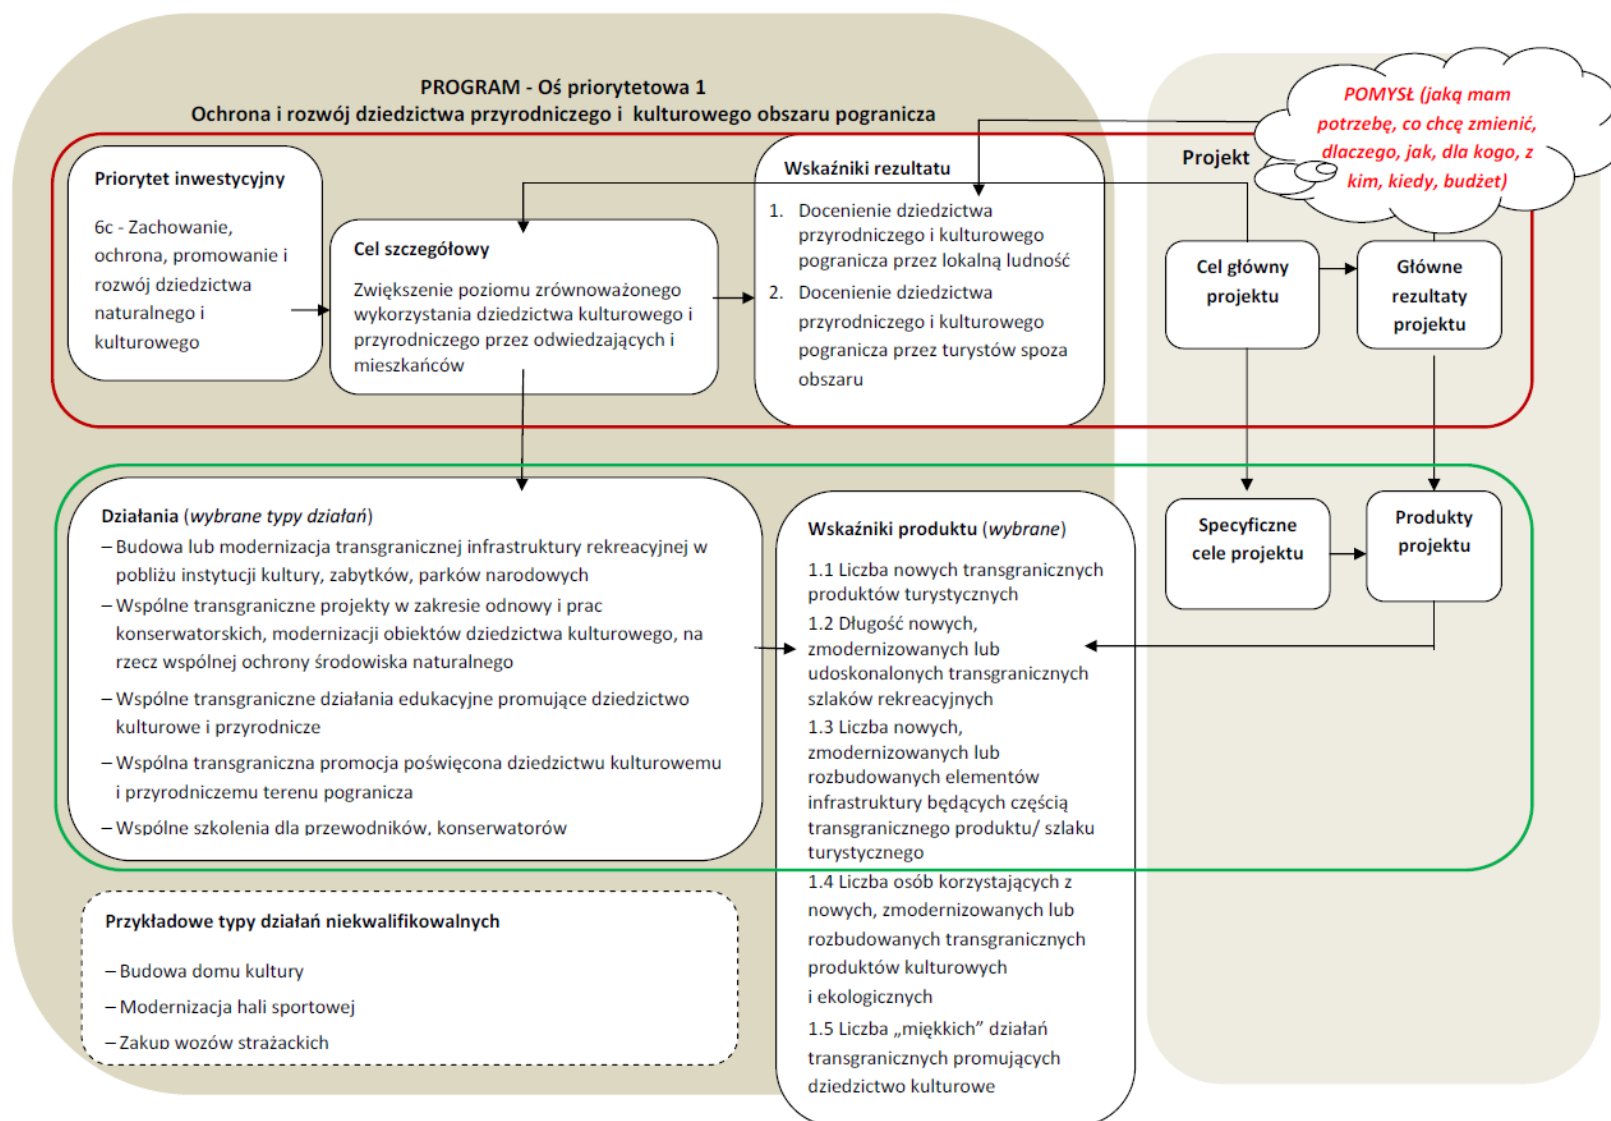 PROGRAM - Oś priorytetowa 1
Ochrona i rozwój dziedzictwa przyrodniczego i kulturowego obszaru pogranicza
Priorytet inwestycyjny
6c - Zachowanie,
ochrona, promowanie i
rozwój dziedzictwa
naturalnego i
kulturowego
Cel szczegółowy
Zwiększenie poziomu zrównoważonego
wykorzystania dziedzictwa kulturowego i
przyrodniczego przez odwiedzających i
mieszkańców
Wskaźniki rezultatu
1. Docenienie dziedzictwa
przyrodniczego i kulturowego
pogranicza przez lokalną ludność
2. Docenienie dziedzictwa
przyrodniczego i kulturowego
pogranicza przez turystów spoza
obszaru
Projekt
POMYSŁ (jaką mam
potrzebę, co chcę zmienić,
dlaczego, jak, dla kogo, z
kim, kiedy, budżet)
Cel główny
projektu
Główne
rezultaty
projektu
Działania (wybrane typy działań)
– Budowa lub modernizacja transgranicznej infrastruktury rekreacyjnej w
pobliżu instytucji kultury, zabytków, parków narodowych
– Wspólne transgraniczne projekty w zakresie odnowy i prac
konserwatorskich, modernizacji obiektów dziedzictwa kulturowego, na
rzecz wspólnej ochrony środowiska naturalnego
– Wspólne transgraniczne działania edukacyjne promujące dziedzictwo
kulturowe i przyrodnicze
– Wspólna transgraniczna promocja poświęcona dziedzictwu kulturowemu
i przyrodniczemu terenu pogranicza
– Wspólne szkolenia dla przewodników, konserwatorów
Wskaźniki produktu (wybrane)
1.1 Liczba nowych transgranicznych
produktów turystycznych
1.2 Długość nowych,
zmodernizowanych lub
udoskonalonych transgranicznych
szlaków rekreacyjnych
1.3 Liczba nowych,
zmodernizowanych lub
rozbudowanych elementów
infrastruktury będących częścią
transgranicznego produktu/ szlaku
turystycznego
1.4 Liczba osób korzystających z
nowych, zmodernizowanych lub
rozbudowanych transgranicznych
produktów kulturowych
i ekologicznych
1.5 Liczba „miękkich” działań
transgranicznych promujących
dziedzictwo kulturowe
Specyficzne
cele projektu
Produkty
projektu
Przykładowe typy działań niekwalifikowalnych
– Budowa domu kultury
– Modernizacja hali sportowej
– Zakup wozów strażackich